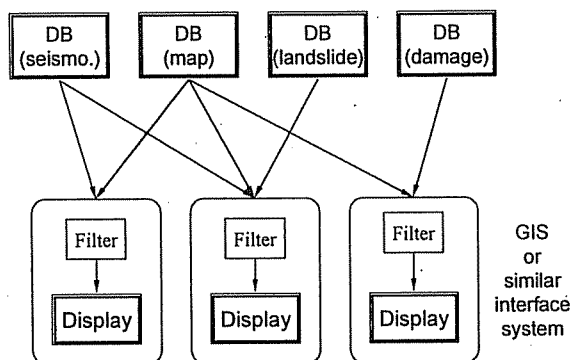 DB
(seismo.)
DB
(map)
DB
(landslide)
DB
(damage)
Filter
Display
Filter
Display
Filter
Display
GIS
or
similar
interface
system